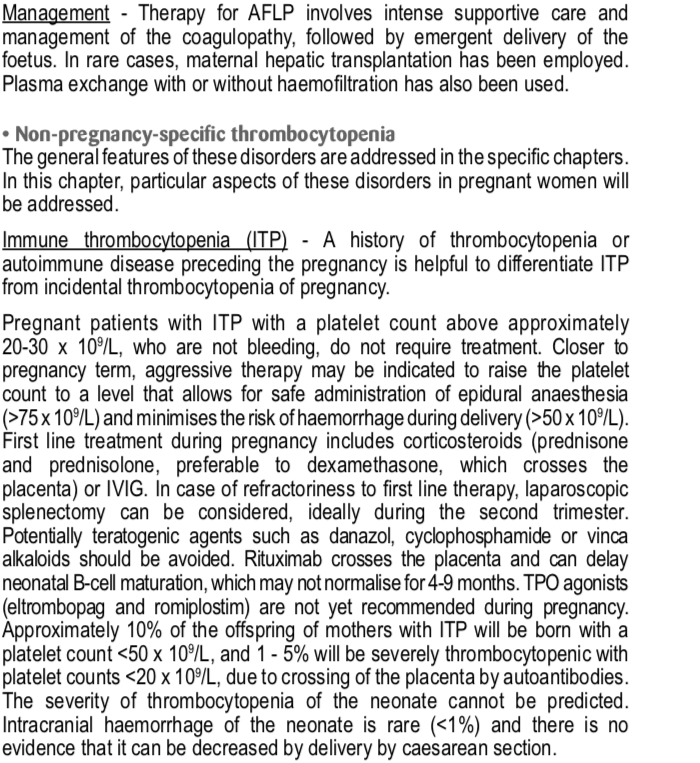 Management - Therapy for AFLP involves intense supportive care and
management of the coagulopathy, followed by emergent delivery of the
foetus. In rare cases, maternal hepatic transplantation has been employed.
Plasma exchange with or without haemofiltration has also been used.
• Non-pregnancy-specific thrombocytopenia
The general features of these disorders are addressed in the specific chapters.
In this chapter, particular aspects of these disorders in pregnant women will
be addressed.
Immune thrombocytopenia (ITP) - A history of thrombocytopenia or
autoimmune disease preceding the pregnancy is helpful to differentiate ITP
from incidental thrombocytopenia of pregnancy.
Pregnant patients with ITP with a platelet count above approximately
20-30 x 10⁹/L, who are not bleeding, do not require treatment. Closer to
pregnancy term, aggressive therapy may be indicated to raise the platelet
count to a level that allows for safe administration of epidural anaesthesia
(>75 x 10⁹/L) and minimises the risk of haemorrhage during delivery (>50 x 10⁹/L).
First line treatment during pregnancy includes corticosteroids (prednisone
and prednisolone, preferable to dexamethasone, which crosses the
placenta) or IVIG. In case of refractoriness to first line therapy, laparoscopic
splenectomy can be considered, ideally during the second trimester.
Potentially teratogenic agents such as danazol, cyclophosphamide or vinca
alkaloids should be avoided. Rituximab crosses the placenta and can delay
neonatal B-cell maturation, which may not normalise for 4-9 months. TPO agonists
(eltrombopag and romiplostim) are not yet recommended during pregnancy.
Approximately 10% of the offspring of mothers with ITP will be born with a
platelet count <50 x 10⁹/L, and 1 - 5% will be severely thrombocytopenic with
platelet counts <20 x 10⁹/L, due to crossing of the placenta by autoantibodies.
The severity of thrombocytopenia of the neonate cannot be predicted.
Intracranial haemorrhage of the neonate is rare (<1%) and there is no
evidence that it can be decreased by delivery by caesarean section.